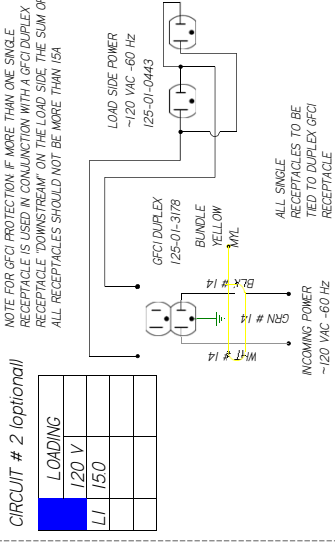 NOTE FOR GFCI PROTECTION: IF MORE THAN ONE SINGLE
RECEPTACLE IS USED IN CONJUNCTION WITH A GFCI DUPLEX
RECEPTACLE "DOWNSTREAM" ON THE LOAD SIDE, THE SUM OF
ALL RECEPTACLES SHOULD NOT BE MORE THAN 15A
CIRCUIT # 2 (optional)
LOADING
120 V
L1 15.0
LOAD SIDE POWER
~120 VAC -60 Hz
125-01-0443
GFCI DUPLEX
125-01-3178
BUNDLE
YELLOW
MYL
BLK # 14
GRN # 14
WHT # 14
INCOMING POWER
~120 VAC -60 Hz
ALL SINGLE
RECEPTACLES TO BE
TIED TO DUPLEX GFCI
RECEPTACLE